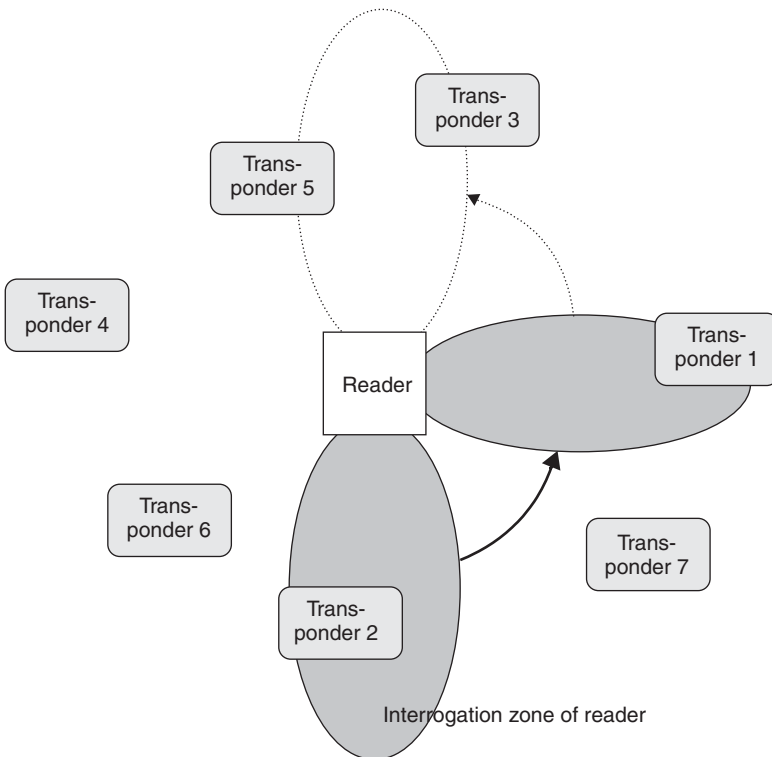 Trans-
ponder 3
Trans-
ponder 5
Trans-
ponder 4
Trans-
ponder 1
Reader
Trans-
ponder 6
Trans-
ponder 7
Trans-
ponder 2
Interrogation zone of reader